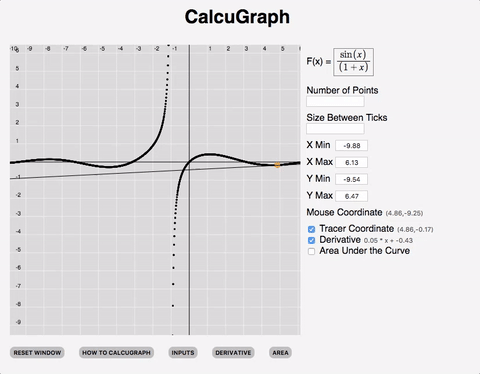 CalcuGraph
-10 -9 -8 -7 -6 -5 -4 -3 -2 -1 1 2 3 4 5 6
6
5
4
3
2
1
-1
-2
-3
-4
-5
-6
-7
-8
-9
F(x) = sin(x) / (1 + x)
Number of Points
Size Between Ticks
X Min -9.88
X Max 6.13
Y Min -9.54
Y Max 6.47
Mouse Coordinate (4.86,-9.25)
Tracer Coordinate (4.86,-0.17)
Derivative 0.05 * x + -0.43
Area Under the Curve
RESET WINDOW HOW TO CALCUGRAPH INPUTS DERIVATIVE AREA